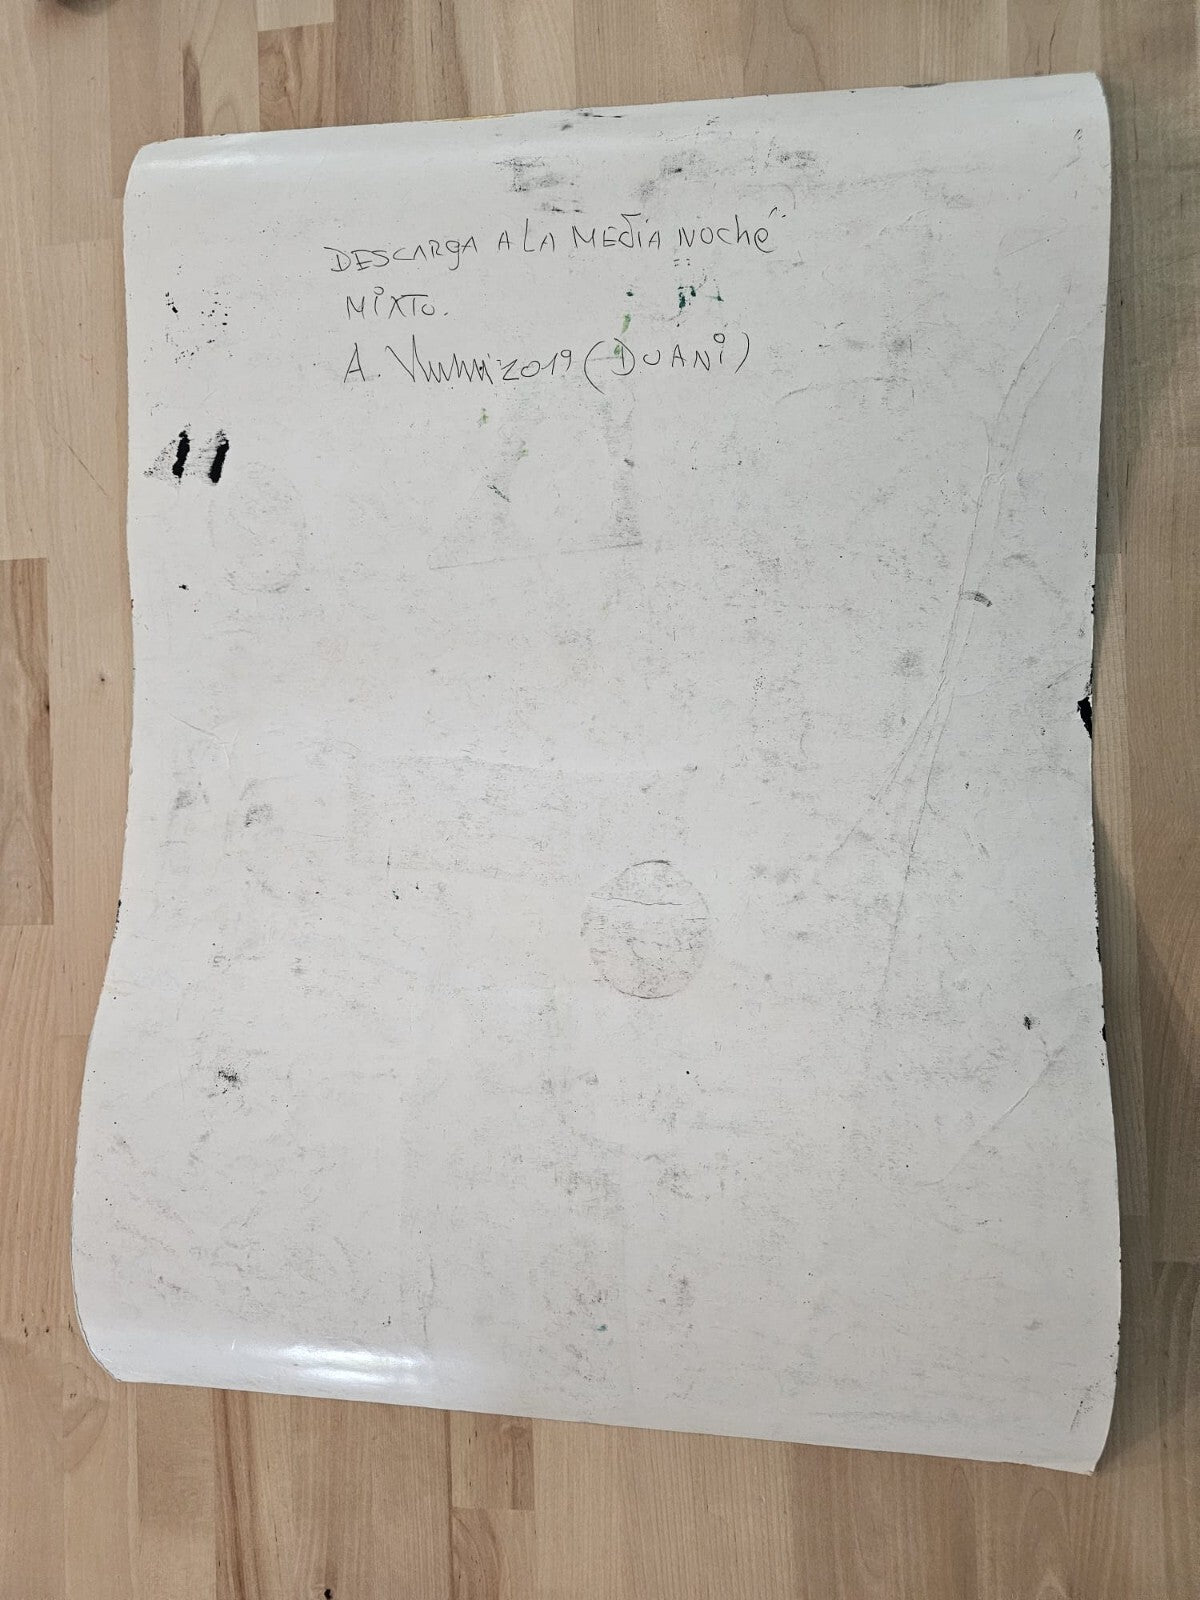 DESCARGA A LA MEDIA NOCHE"
MIXTO.
A. 2019 (DUANI)